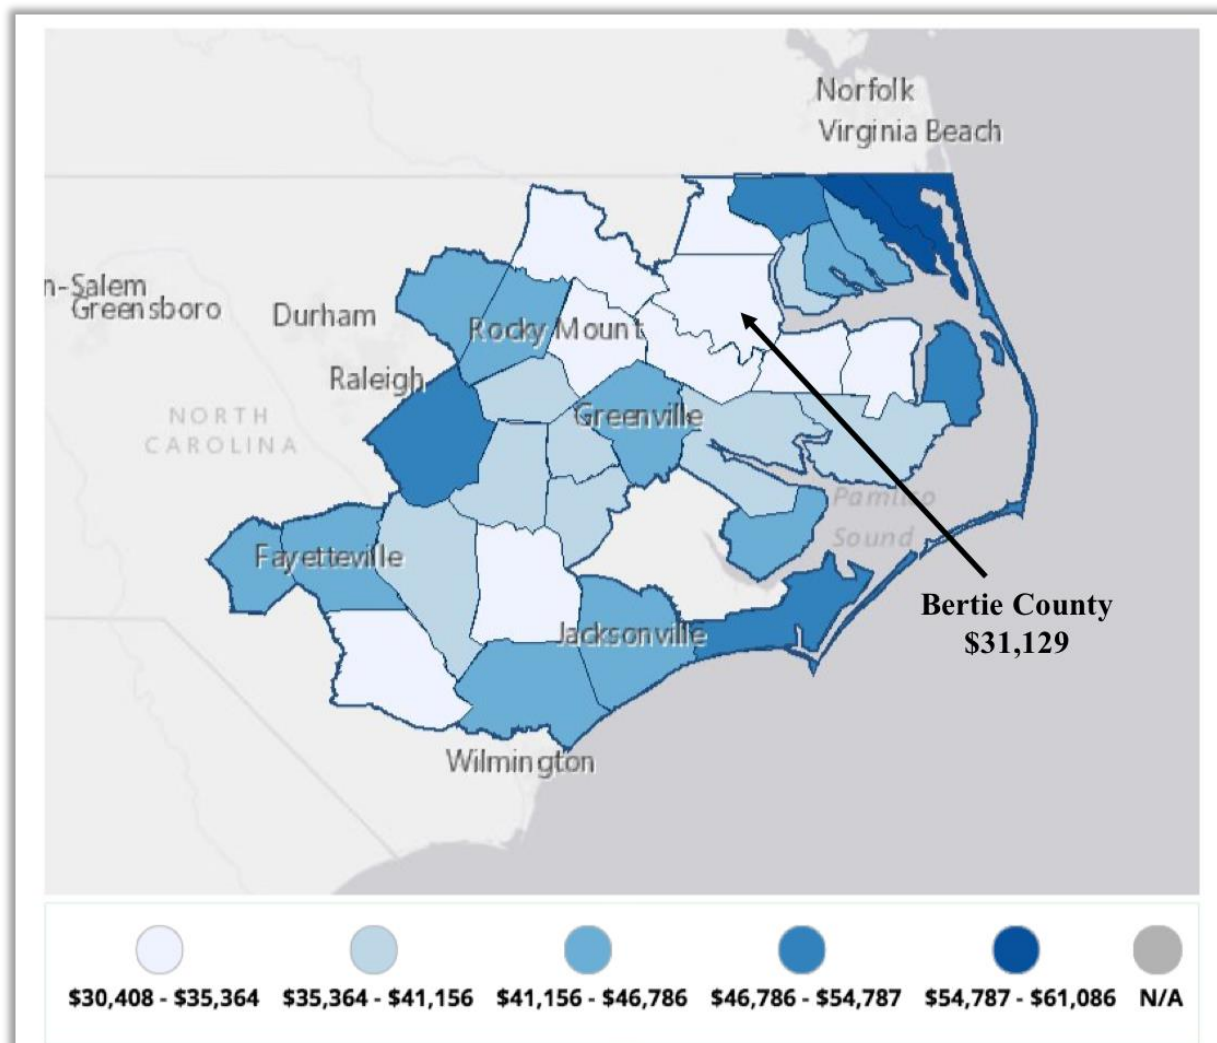 Norfolk
Virginia Beach
n-Salem
Greensboro
Durham
Rocky Mount
Raleigh
NORTH
CAROLINA
Greenville
Pamlico
Sound
Fayetteville
Bertie County
$31,129
Jacksonville
Wilmington
$30,408 - $35,364 $35,364 - $41,156 $41,156 - $46,786 $46,786 - $54,787 $54,787 - $61,086 N/A